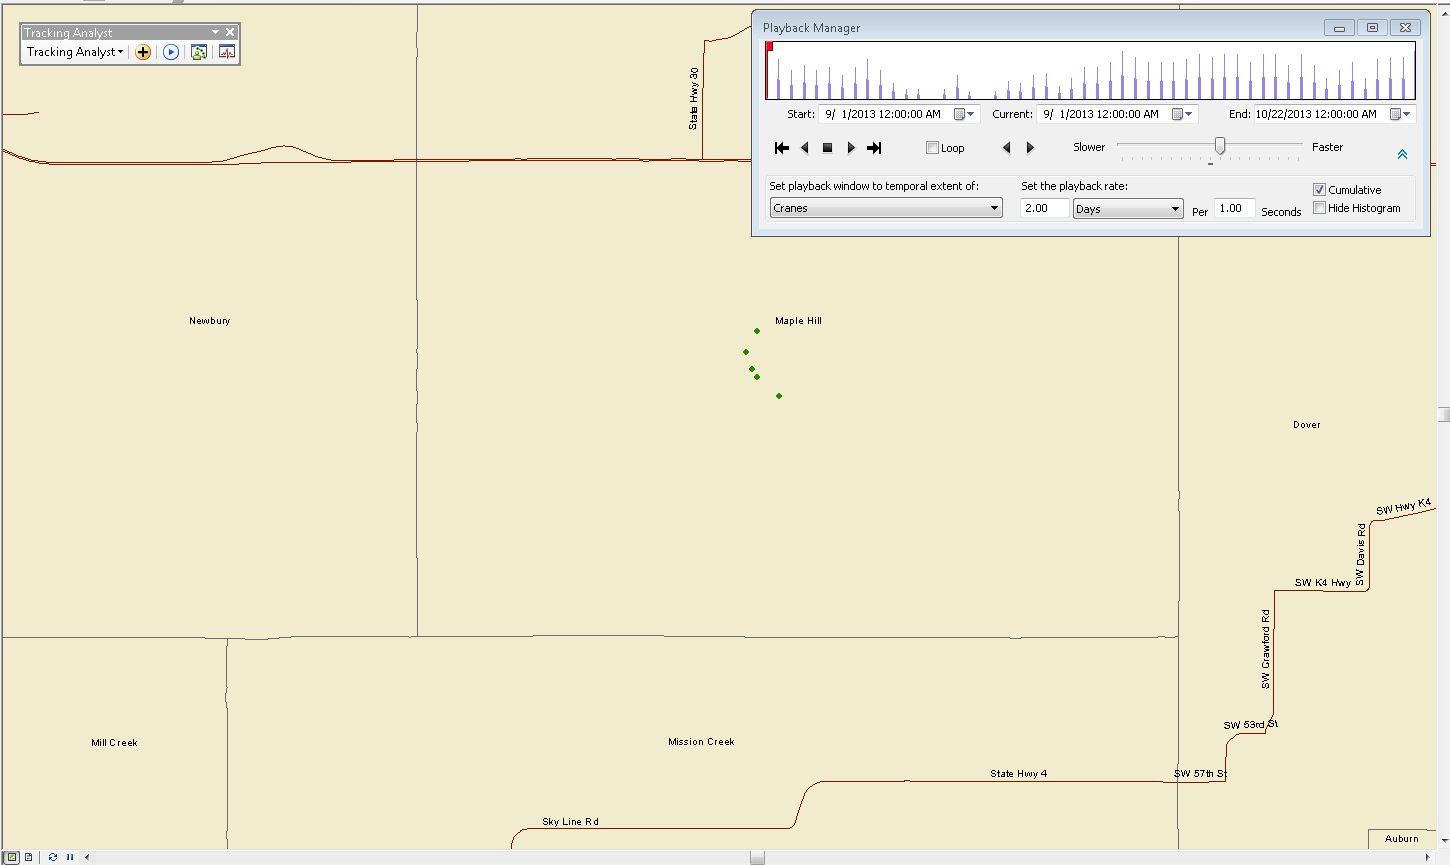 Tracking Analyst
Tracking Analyst
Playback Manager
Start: 9/ 1/2013 12:00:00 AM Current: 9/ 1/2013 12:00:00 AM End: 10/22/2013 12:00:00 AM
Loop Slower Faster
Set playback window to temporal extent of: Set the playback rate:
Cumulative
Cranes 2.00 Days Per 1.00 Seconds Hide Histogram
State Hwy 30
Newbury
Maple Hill
Dover
SW Hwy K4
SW Davis Rd
SW K4 Hwy
SW Crawford Rd
SW 53rd St
Mill Creek
Mission Creek
State Hwy 4
SW 57th St
Sky Line Rd
Auburn